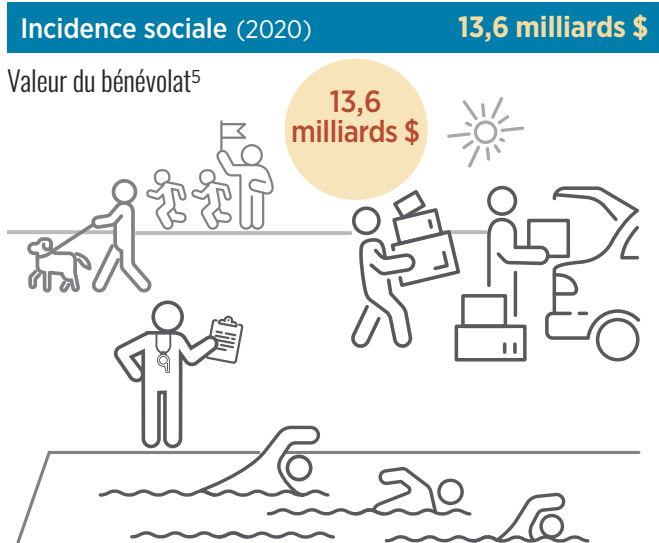 Incidence sociale (2020) 13,6 milliards $
Valeur du bénévolat⁵
13,6
milliards $